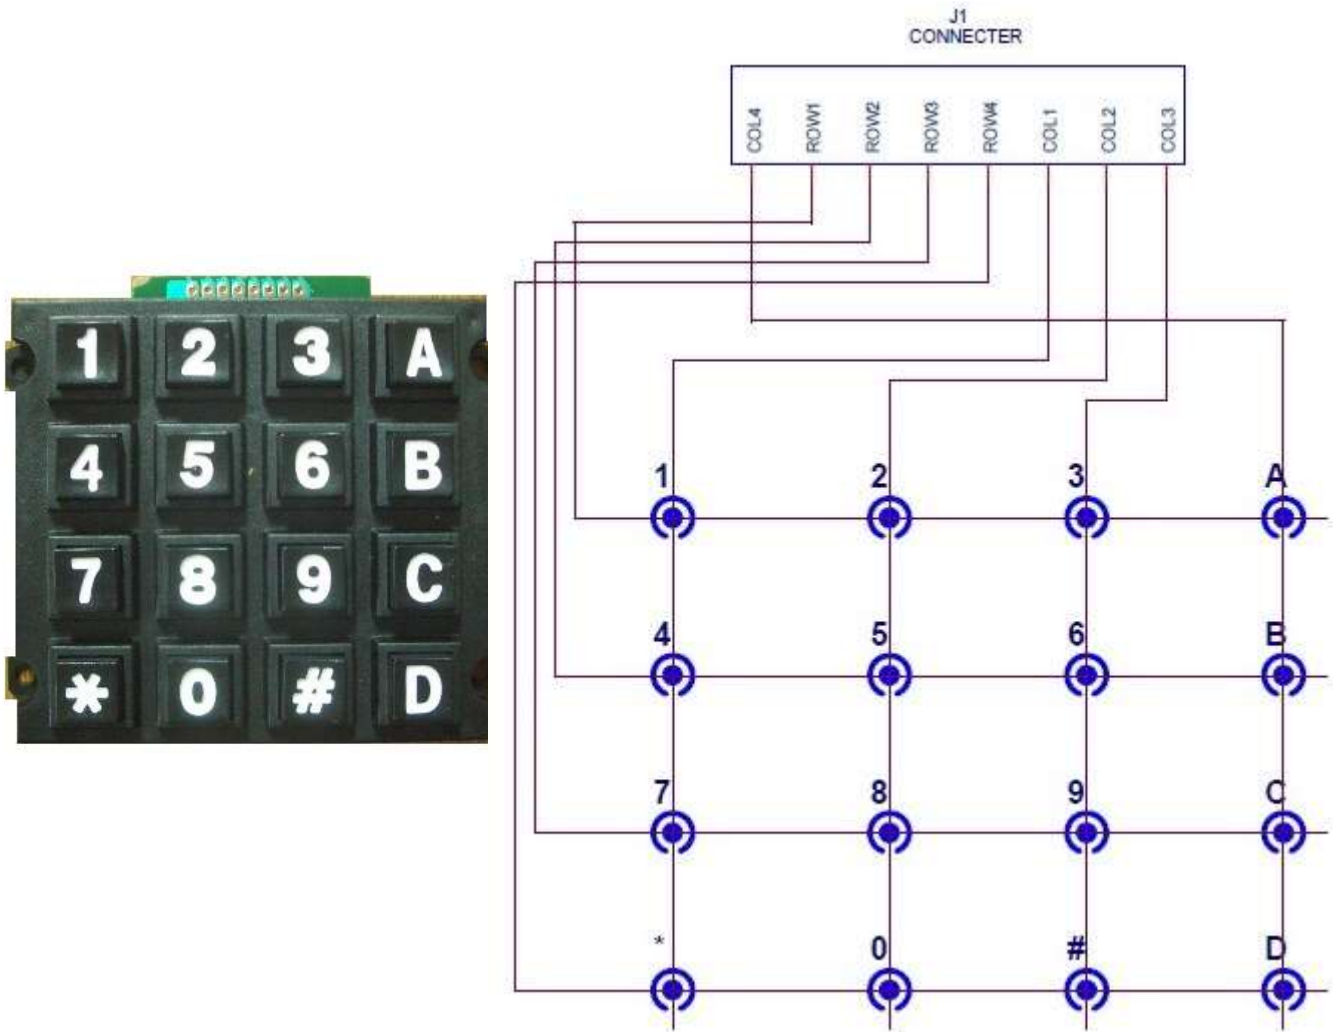 J1
CONNECTER
COL4 ROW1 ROW2 ROW3 ROW4 COL1 COL2 COL3
1 2 3 A
4 5 6 B
7 8 9 C
* 0 # D
1 2 3 A
4 5 6 B
7 8 9 C
* 0 # D